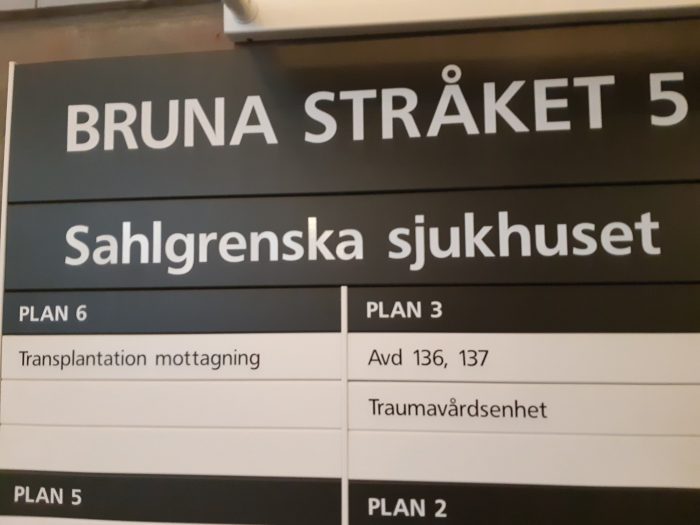 BRUNA STRÅKET 5
Sahlgrenska sjukhuset
PLAN 6
Transplantation mottagning
PLAN 5
PLAN 3
Avd 136, 137
Traumavårdsenhet
PLAN 2